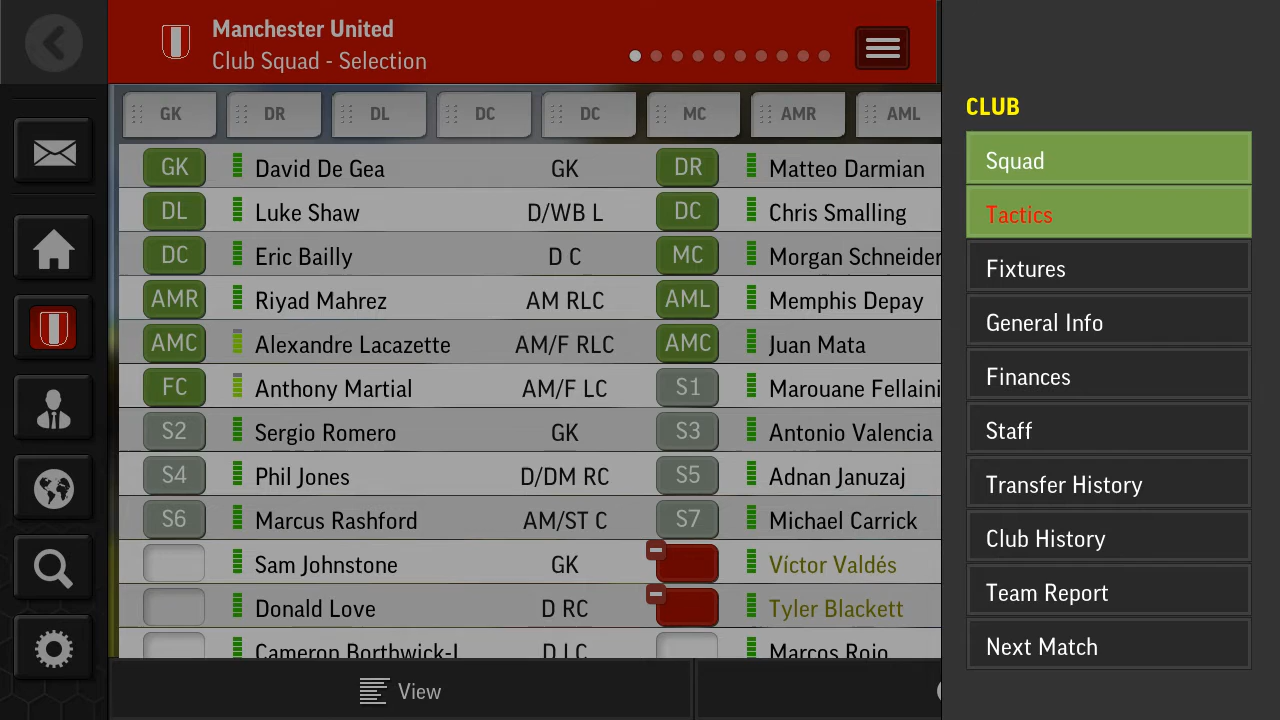 Manchester United
Club Squad - Selection
CLUB
GK DR DL DC DC MC AMR AML
GK David De Gea GK DR Matteo Darmian
DL Luke Shaw D/WB L DC Chris Smalling
DC Eric Bailly D C MC Morgan Schneider
AMR Riyad Mahrez AM RLC AML Memphis Depay
AMC Alexandre Lacazette AM/F RLC AMC Juan Mata
FC Anthony Martial AM/F LC S1 Marouane Fellaini
S2 Sergio Romero GK S3 Antonio Valencia
S4 Phil Jones D/DM RC S5 Adnan Januzaj
S6 Marcus Rashford AM/ST C S7 Michael Carrick
Sam Johnstone GK Víctor Valdés
Donald Love D RC Tyler Blackett
Cameron Borthwick-J D LC Marcos Rojo
View
Squad
Tactics
Fixtures
General Info
Finances
Staff
Transfer History
Club History
Team Report
Next Match